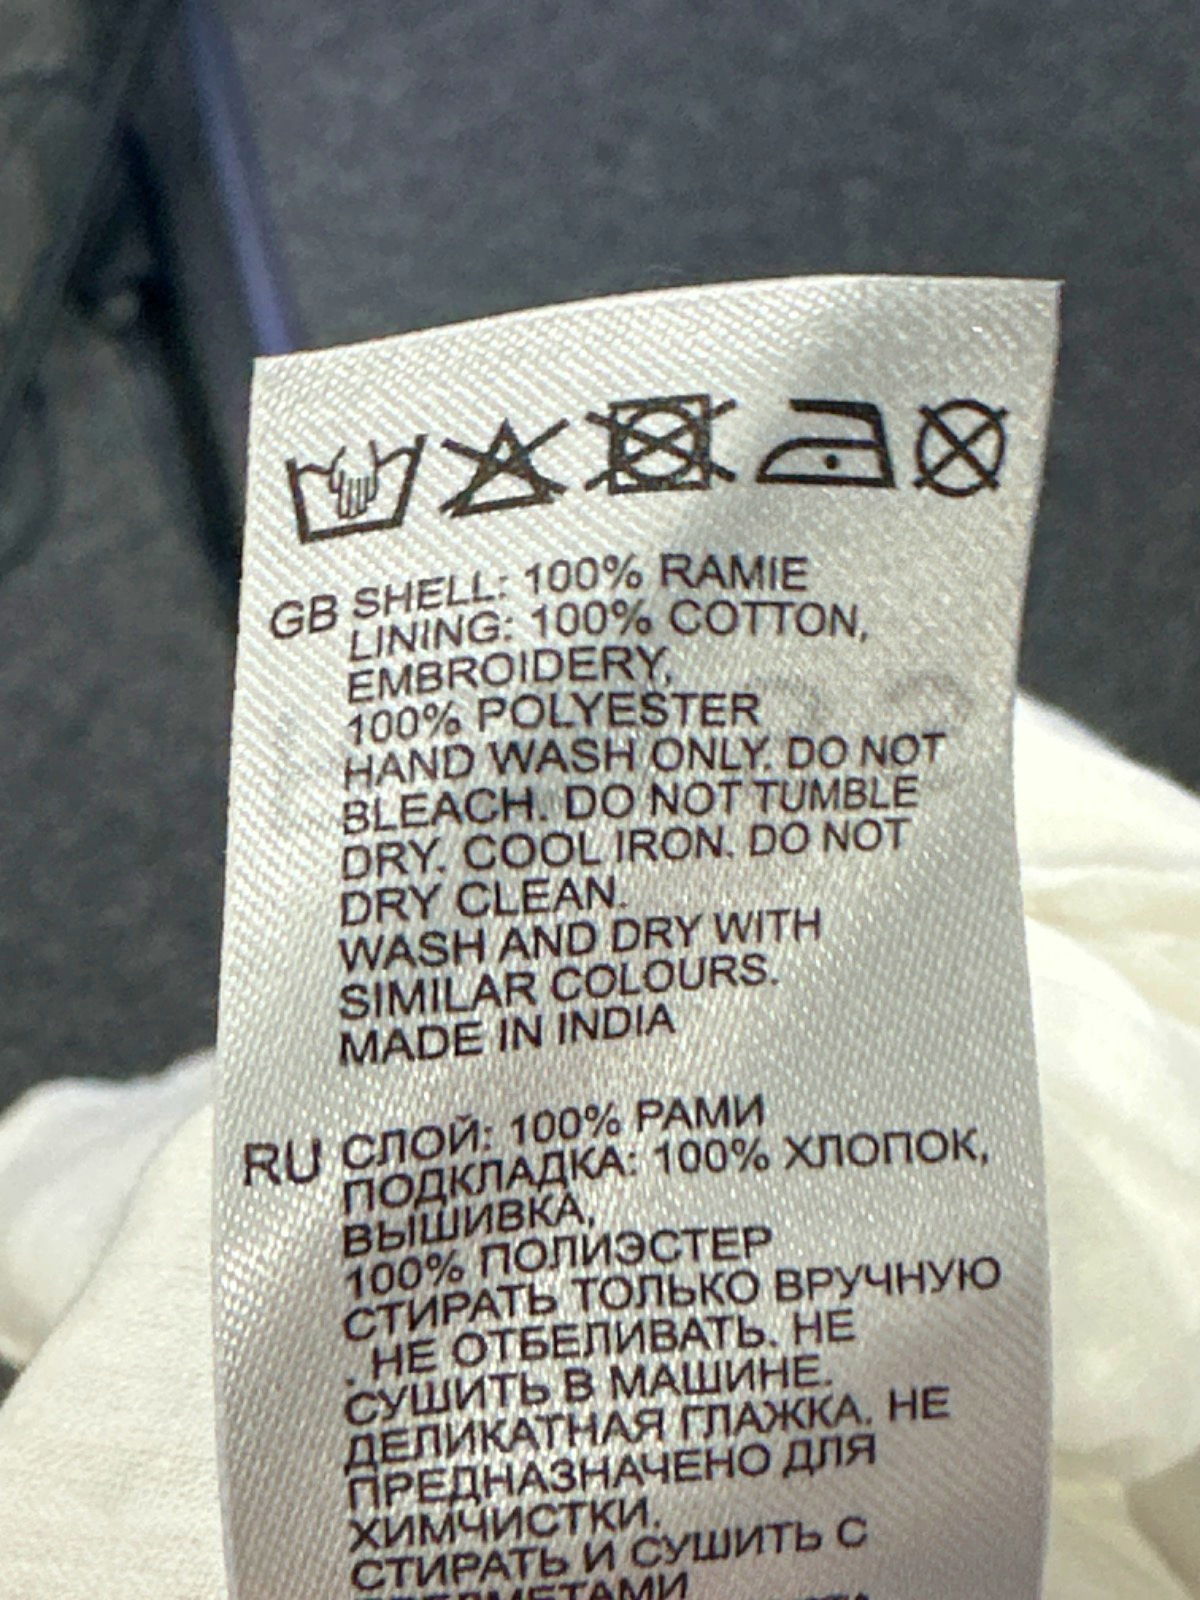 GB SHELL: 100% RAMIE
LINING: 100% COTTON,
EMBROIDERY,
100% POLYESTER
HAND WASH ONLY. DO NOT
BLEACH. DO NOT TUMBLE
DRY. COOL IRON. DO NOT
DRY CLEAN.
WASH AND DRY WITH
SIMILAR COLOURS.
MADE IN INDIA
RU СЛОЙ: 100% РАМИ
ПОДКЛАДКА: 100% ХЛОПОК,
ВЫШИВКА,
100% ПОЛИЭСТЕР
СТИРАТЬ ТОЛЬКО ВРУЧНУЮ
. НЕ ОТБЕЛИВАТЬ. НЕ
СУШИТЬ В МАШИНЕ.
ДЕЛИКАТНАЯ ГЛАЖКА. НЕ
ПРЕДНАЗНАЧЕНО ДЛЯ
ХИМЧИСТКИ.
СТИРАТЬ И СУШИТЬ С
ПРЕДМЕТАМИ